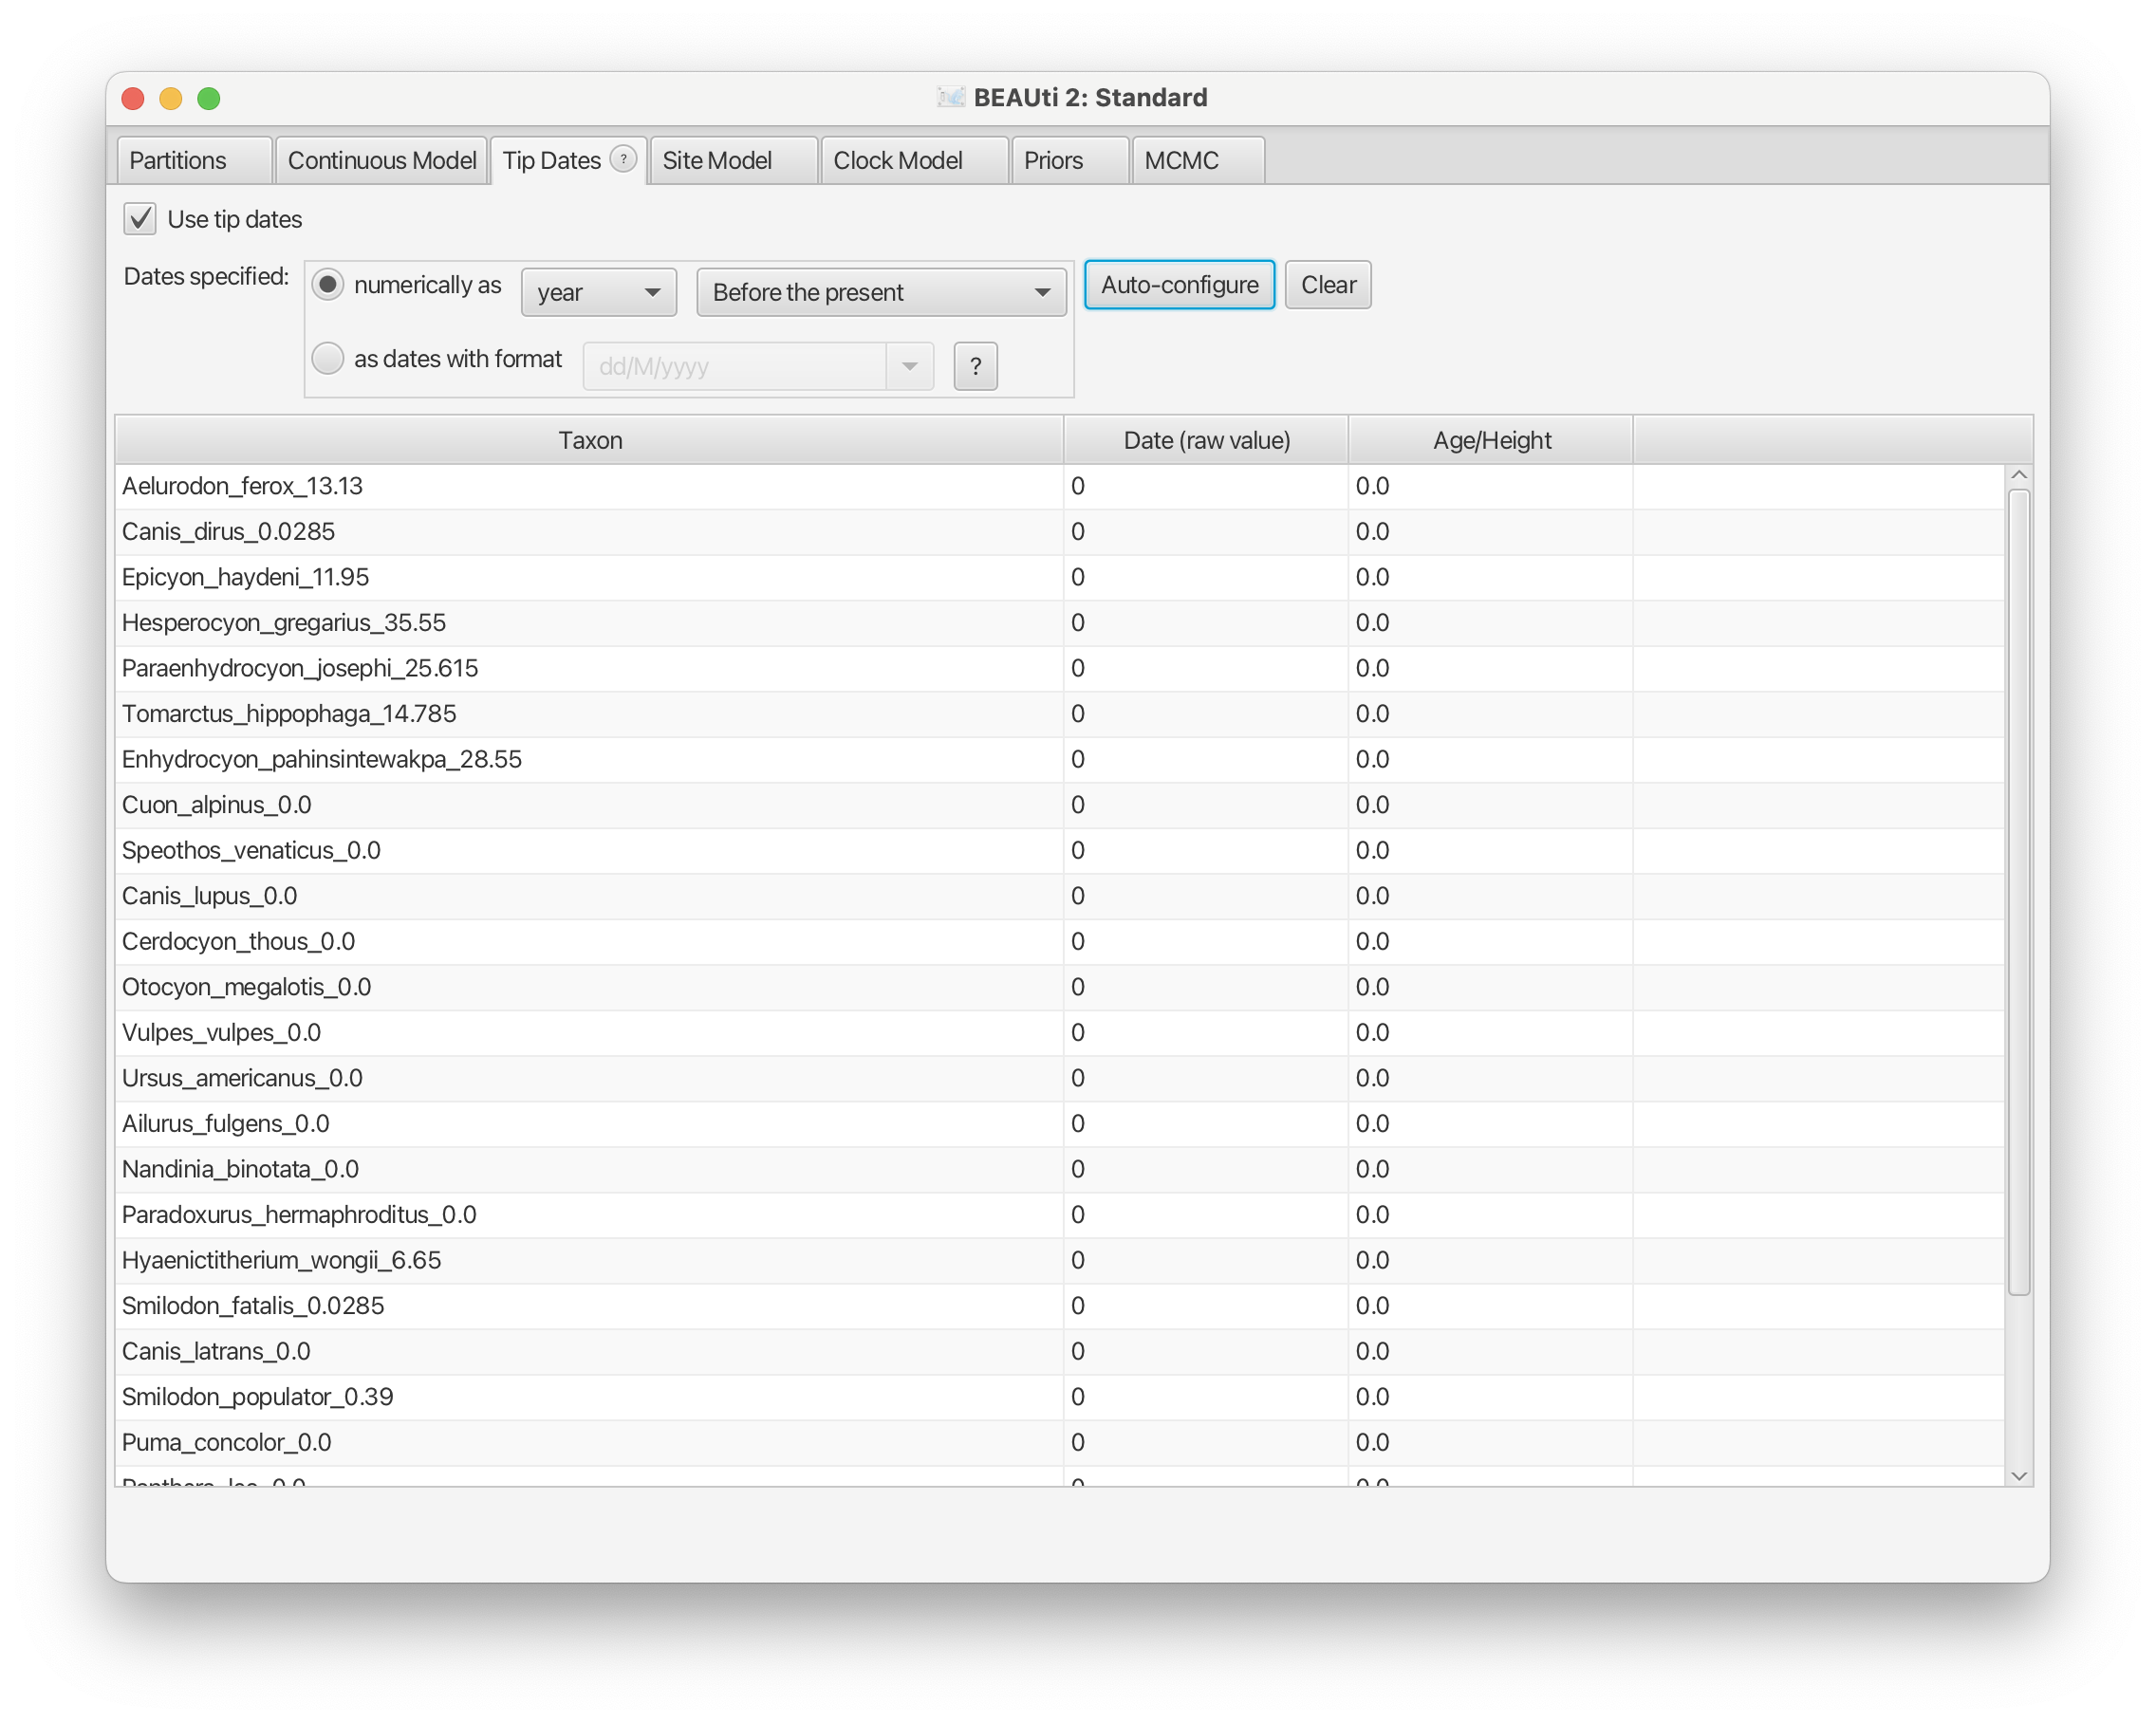 BEAUti 2: Standard
Partitions Continuous Model Tip Dates ? Site Model Clock Model Priors MCMC
Use tip dates
Dates specified: numerically as year Before the present Auto-configure Clear
as dates with format dd/M/yyyy ?
Taxon Date (raw value) Age/Height
Aelurodon_ferox_13.13 0 0.0
Canis_dirus_0.0285 0 0.0
Epicyon_haydeni_11.95 0 0.0
Hesperocyon_gregarius_35.55 0 0.0
Paraenhydrocyon_josephi_25.615 0 0.0
Tomarctus_hippophaga_14.785 0 0.0
Enhydrocyon_pahinsintewakpa_28.55 0 0.0
Cuon_alpinus_0.0 0 0.0
Speothos_venaticus_0.0 0 0.0
Canis_lupus_0.0 0 0.0
Cerdocyon_thous_0.0 0 0.0
Otocyon_megalotis_0.0 0 0.0
Vulpes_vulpes_0.0 0 0.0
Ursus_americanus_0.0 0 0.0
Ailurus_fulgens_0.0 0 0.0
Nandinia_binotata_0.0 0 0.0
Paradoxurus_hermaphroditus_0.0 0 0.0
Hyaenictitherium_wongii_6.65 0 0.0
Smilodon_fatalis_0.0285 0 0.0
Canis_latrans_0.0 0 0.0
Smilodon_populator_0.39 0 0.0
Puma_concolor_0.0 0 0.0